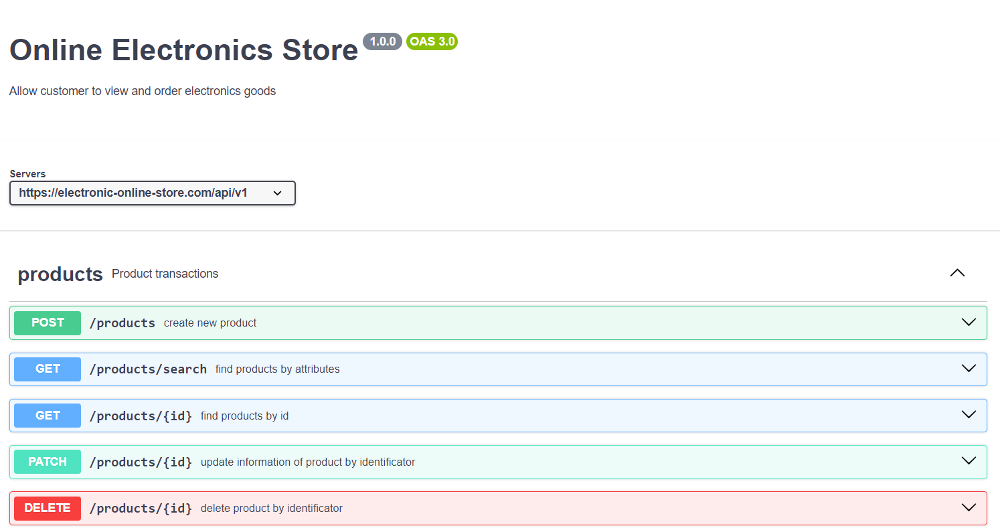 Online Electronics Store 1.0.0 OAS 3.0
Allow customer to view and order electronics goods
Servers
https://electronic-online-store.com/api/v1
products Product transactions
POST /products create new product
GET /products/search find products by attributes
GET /products/{id} find products by id
PATCH /products/{id} update information of product by identificator
DELETE /products/{id} delete product by identificator